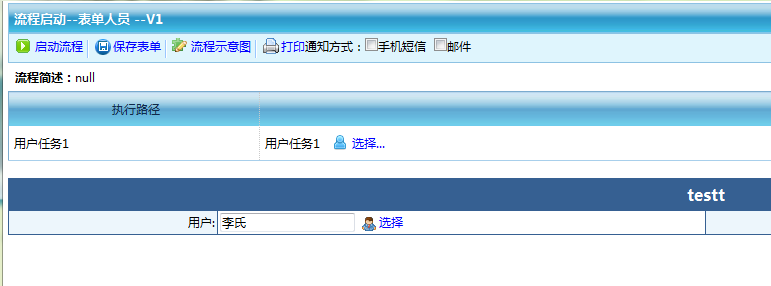 流程启动--表单人员 --V1
启动流程 保存表单 流程示意图 打印通知方式：手机短信 邮件
流程简述：null
执行路径
用户任务1 用户任务1 选择...
testt
用户: 李氏 选择